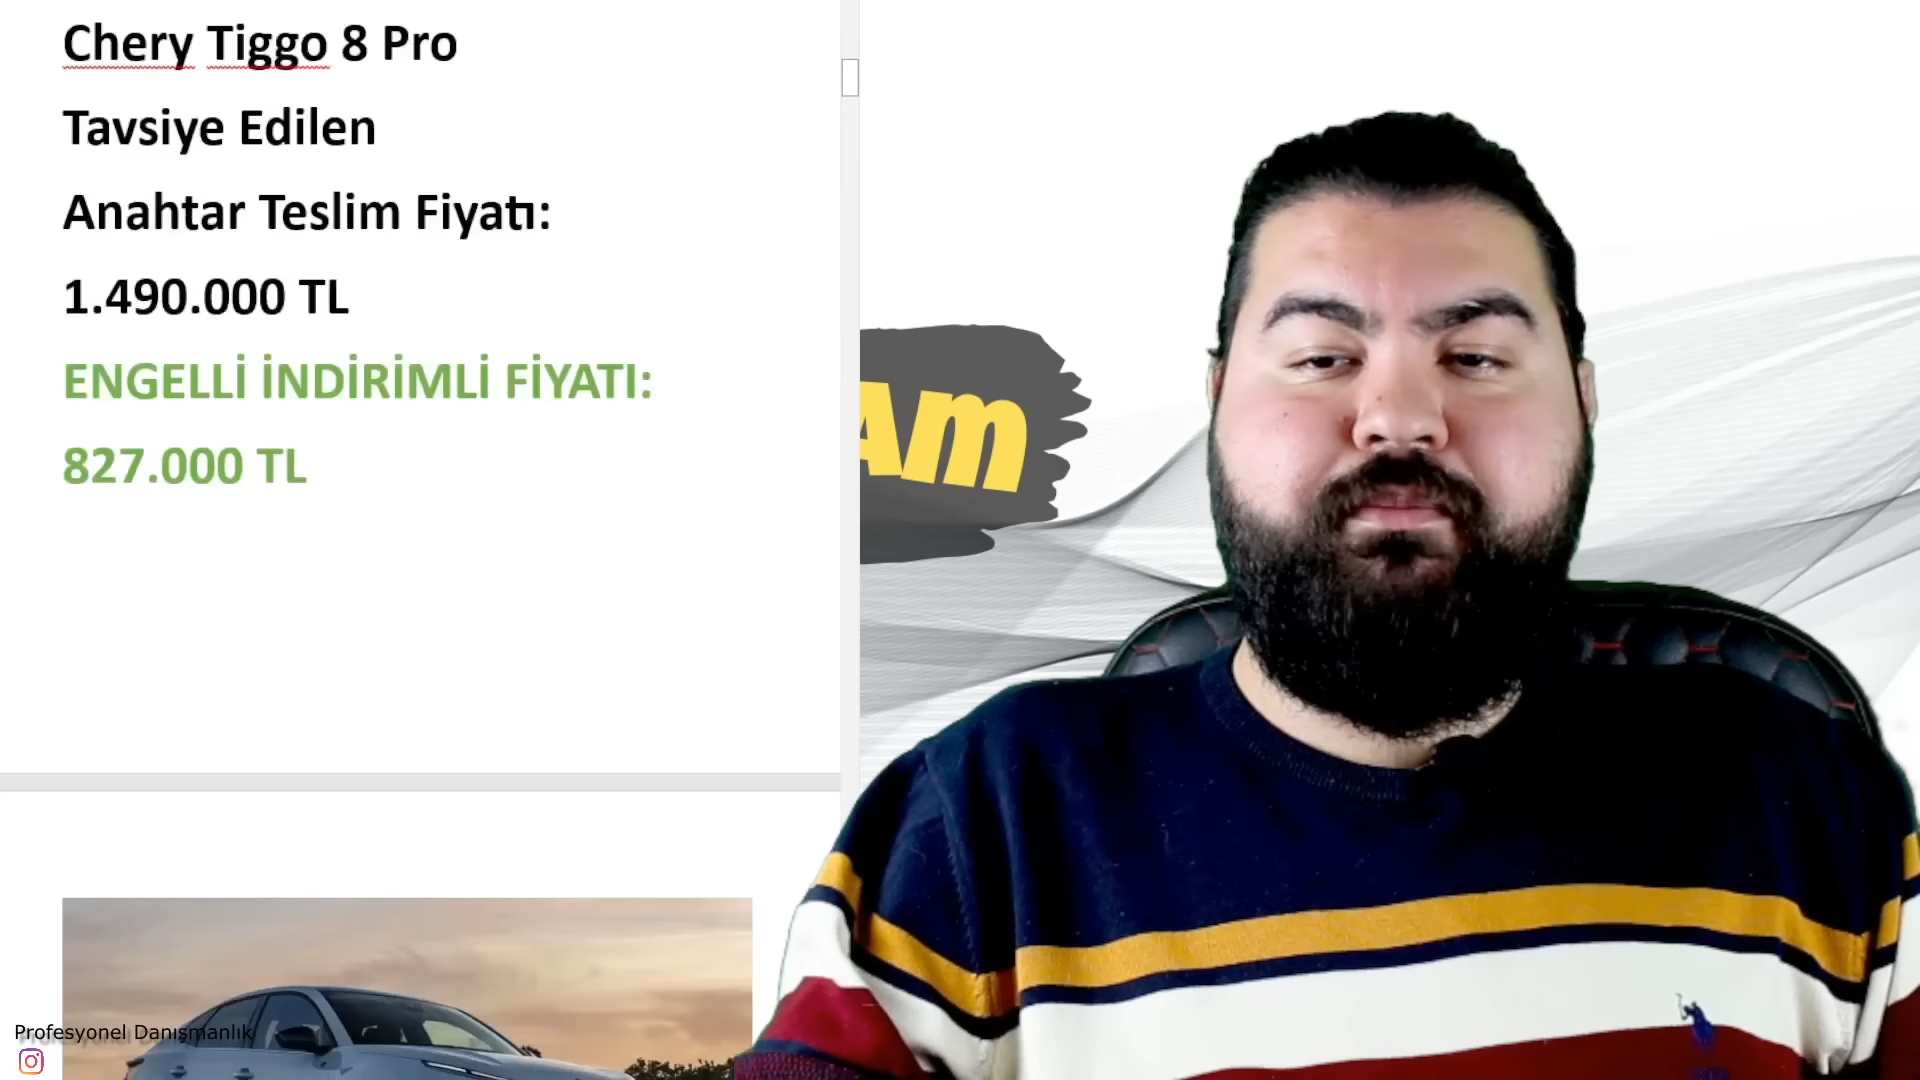 Chery Tiggo 8 Pro
Tavsiye Edilen
Anahtar Teslim Fiyatı:
1.490.000 TL
ENGELLİ İNDİRİMLİ FİYATI:
827.000 TL
Am
Profesyonel Danışmanlık